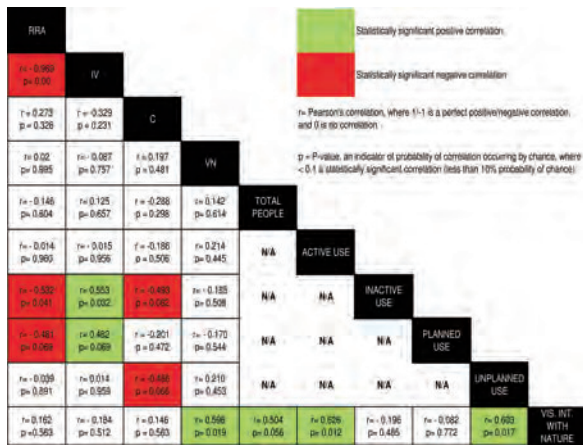 RRA
Statistically significant positive correlation
r= - 0.960
p= 0.00
IV
Statistically significant negative correlation
r= 0.273
p = 0.326
r= -0.329
p = 0.231
C
r= Pearson's correlation, where 1/-1 is a perfect positive/negative correlation,
and 0 is no correlation
r= 0.02
p= 0.995
r= -0.087
p= 0.757
r= 0.197
p = 0.481
VN
p = P-value, an indicator of probability of correlation occurring by chance, where
< 0.1 is statistically significant correlation (less than 10% probability of chance)
r= - 0.146
p = 0.604
r= 0.125
p= 0.657
r = -0.288
p = 0.298
r= 0.142
p= 0.614
TOTAL
PEOPLE
r= - 0.014
p= 0.960
r= - 0.015
p= 0.956
r = -0.186
p = 0.506
r= 0.214
p= 0.445
N/A
ACTIVE USE
p= 0.041
r= 0.553
p= 0.032
p= 0.062
r= - 0.185
p= 0.508
N/A
N/A
INACTIVE
USE
p= 0.069
r= 0.482
p= 0.069
r = -0.201
p = 0.472
r= - 0.170
p= 0.544
N/A
N/A
N/A
PLANNED
USE
r= - 0.039
p= 0.891
r= 0.014
p= 0.959
r= 0.210
p= 0.453
N/A
N/A
N/A
N/A
UNPLANNED
USE
r= 0.162
p= 0.563
r= -0.184
p= 0.512
r= 0.146
p= 0.563
r= 0.596
p= 0.019
r= 0.504
p= 0.056
r= 0.626
p= 0.012
r= - 0.196
p= 0.485
r= - 0.082
p= 0.772
r= 0.603
p= 0.017
VIS. INT.
WITH
NATURE